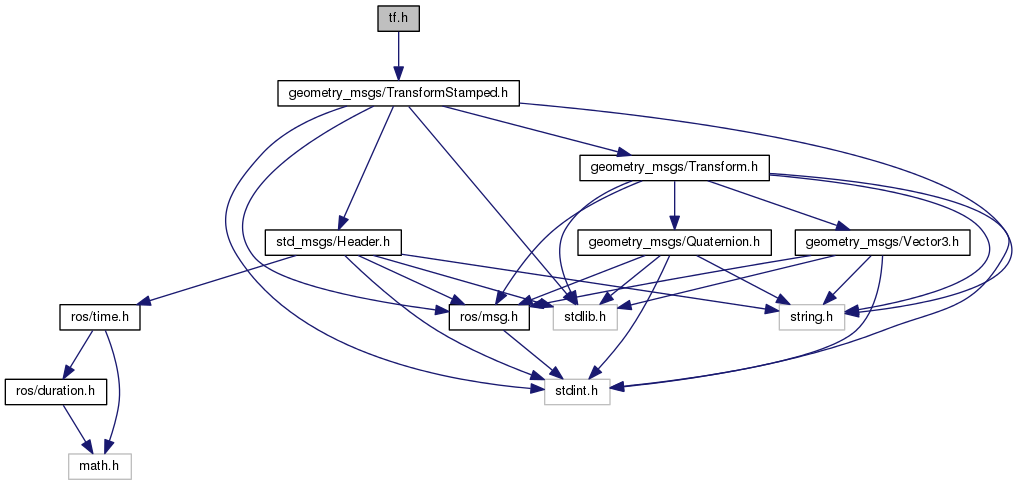 tf.h
geometry_msgs/TransformStamped.h
geometry_msgs/Transform.h
std_msgs/Header.h
geometry_msgs/Quaternion.h
geometry_msgs/Vector3.h
ros/time.h
ros/msg.h
stdlib.h
string.h
ros/duration.h
stdint.h
math.h